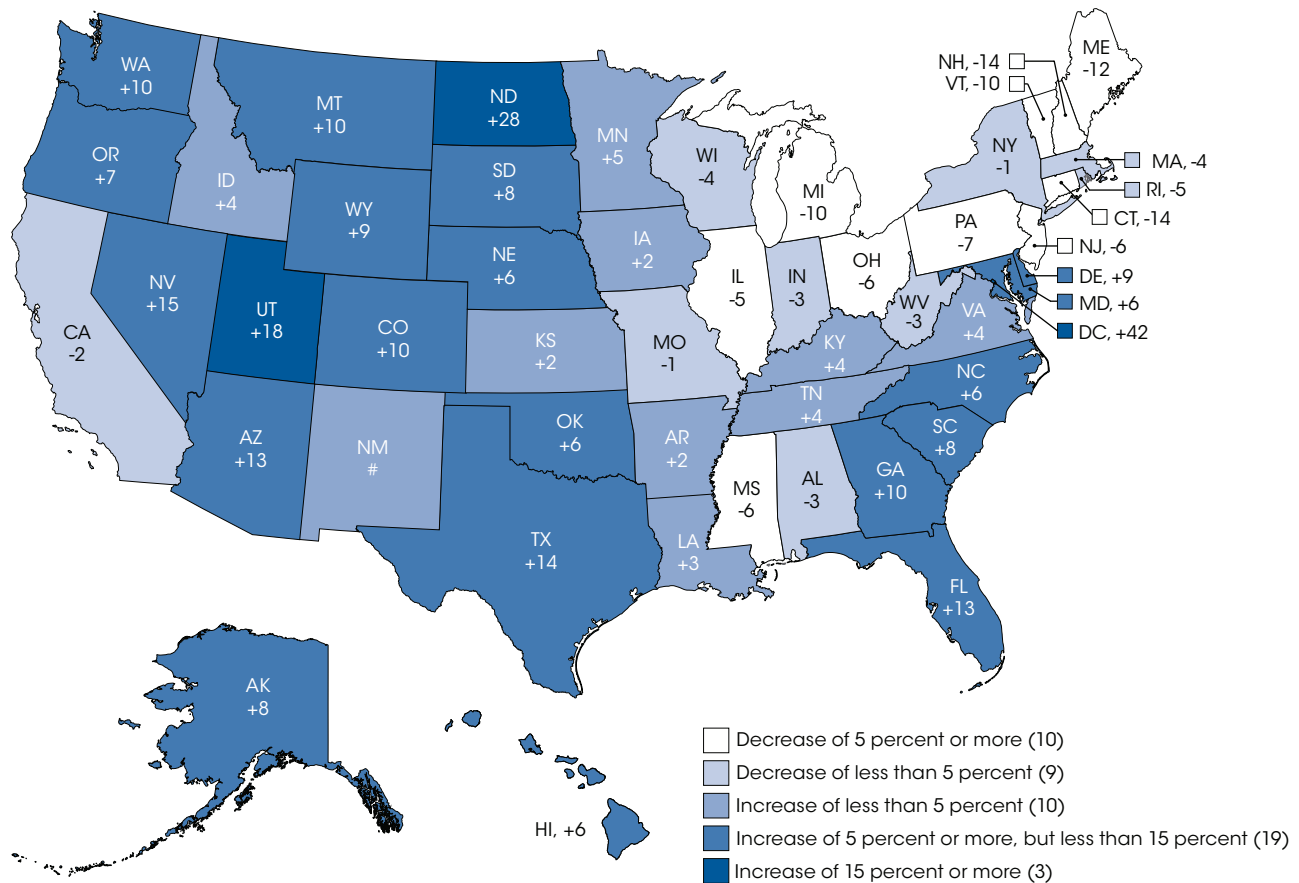 WA
+10
MT
+10
ND
+28
MN
+5
OR
+7
ID
+4
WY
+9
SD
+8
WI
-4
MI
-10
NY
-1
NH, -14
VT, -10
ME
-12
MA, -4
RI, -5
CT, -14
NJ, -6
DE, +9
MD, +6
DC, +42
PA
-7
CA
-2
NV
+15
UT
+18
CO
+10
NE
+6
IA
+2
IL
-5
IN
-3
OH
-6
WV
-3
VA
+4
KS
+2
MO
-1
KY
+4
NC
+6
TN
+4
SC
+8
AZ
+13
NM
#
OK
+6
AR
+2
MS
-6
AL
-3
GA
+10
TX
+14
LA
+3
FL
+13
AK
+8
HI, +6
Decrease of 5 percent or more (10)
Decrease of less than 5 percent (9)
Increase of less than 5 percent (10)
Increase of 5 percent or more, but less than 15 percent (19)
Increase of 15 percent or more (3)